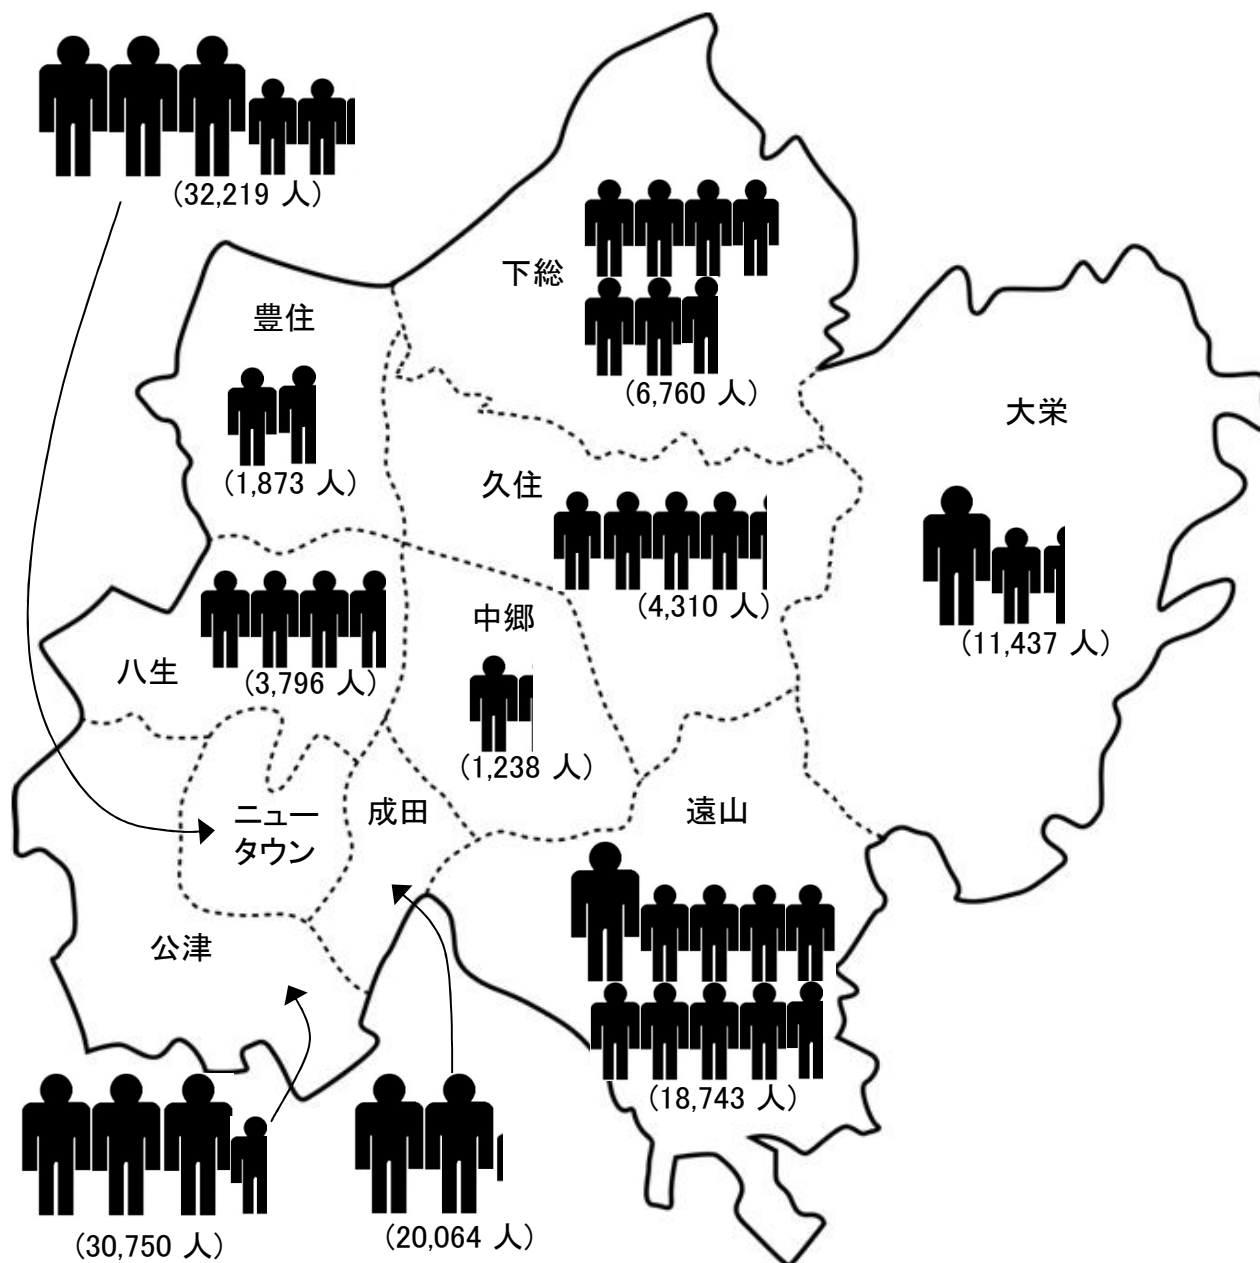 (32,219 人)
下総
(6,760 人)
豊住
(1,873 人)
大栄
(11,437 人)
久住
(4,310 人)
八生
(3,796 人)
中郷
(1,238 人)
ニュー
タウン
成田
遠山
(18,743 人)
公津
(30,750 人)
(20,064 人)